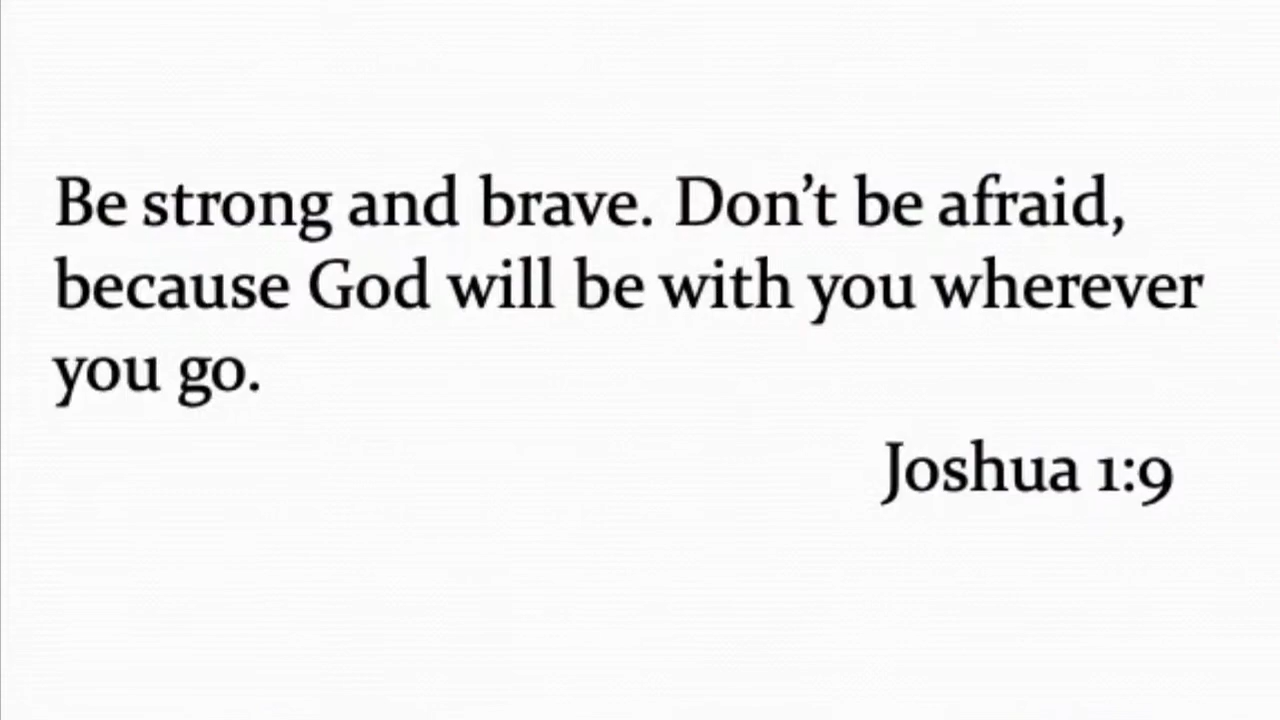 Be strong and brave. Don’t be afraid,
because God will be with you wherever
you go.
Joshua 1:9